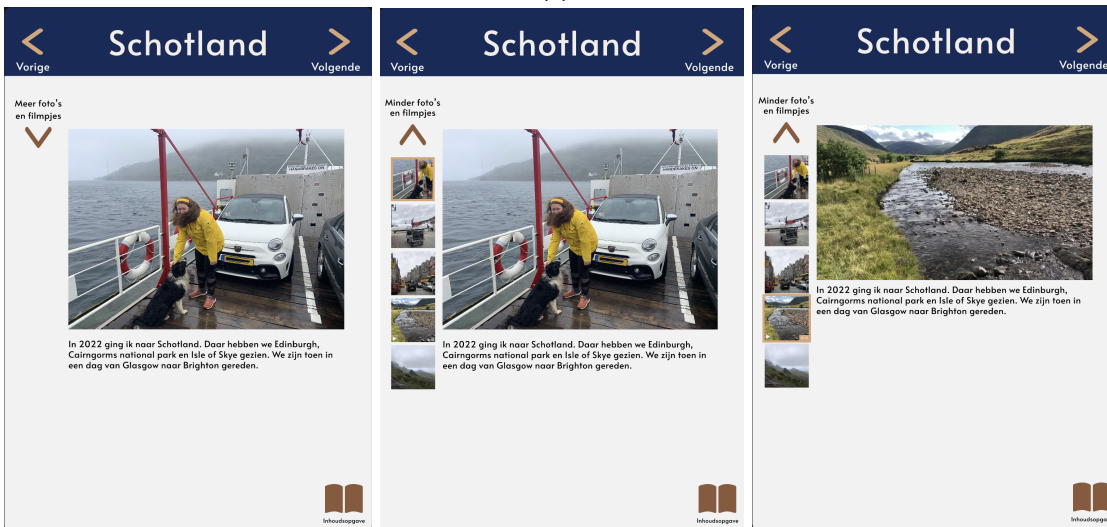 Schotland
Vorige
Volgende
Meer foto's
en filmpjes
HANDBRAKES ON
In 2022 ging ik naar Schotland. Daar hebben we Edinburgh,
Cairngorms national park en Isle of Skye gezien. We zijn toen in
een dag van Glasgow naar Brighton gereden.
Inhoudsopgave
Schotland
Vorige
Volgende
Minder foto's
en filmpjes
HANDBRAKES ON
In 2022 ging ik naar Schotland. Daar hebben we Edinburgh,
Cairngorms national park en Isle of Skye gezien. We zijn toen in
een dag van Glasgow naar Brighton gereden.
Inhoudsopgave
Schotland
Vorige
Volgende
Minder foto's
en filmpjes
In 2022 ging ik naar Schotland. Daar hebben we Edinburgh,
Cairngorms national park en Isle of Skye gezien. We zijn toen in
een dag van Glasgow naar Brighton gereden.